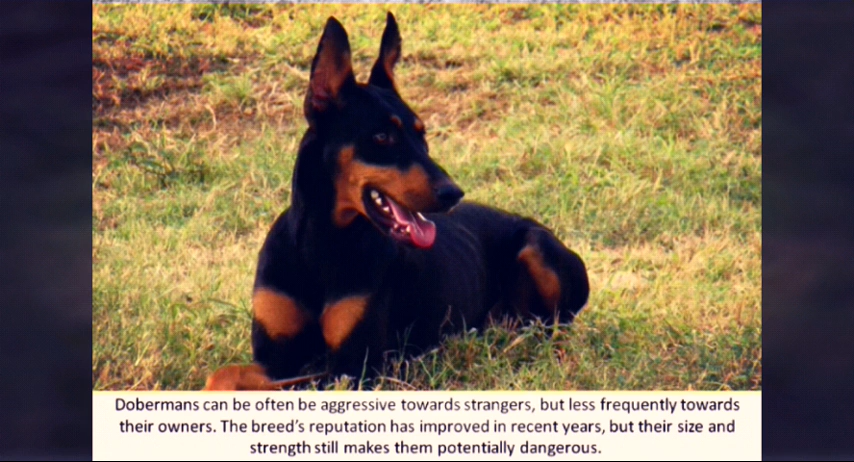 Dobermans can be often be aggressive towards strangers, but less frequently towards
their owners. The breed's reputation has improved in recent years, but their size and
strength still makes them potentially dangerous.